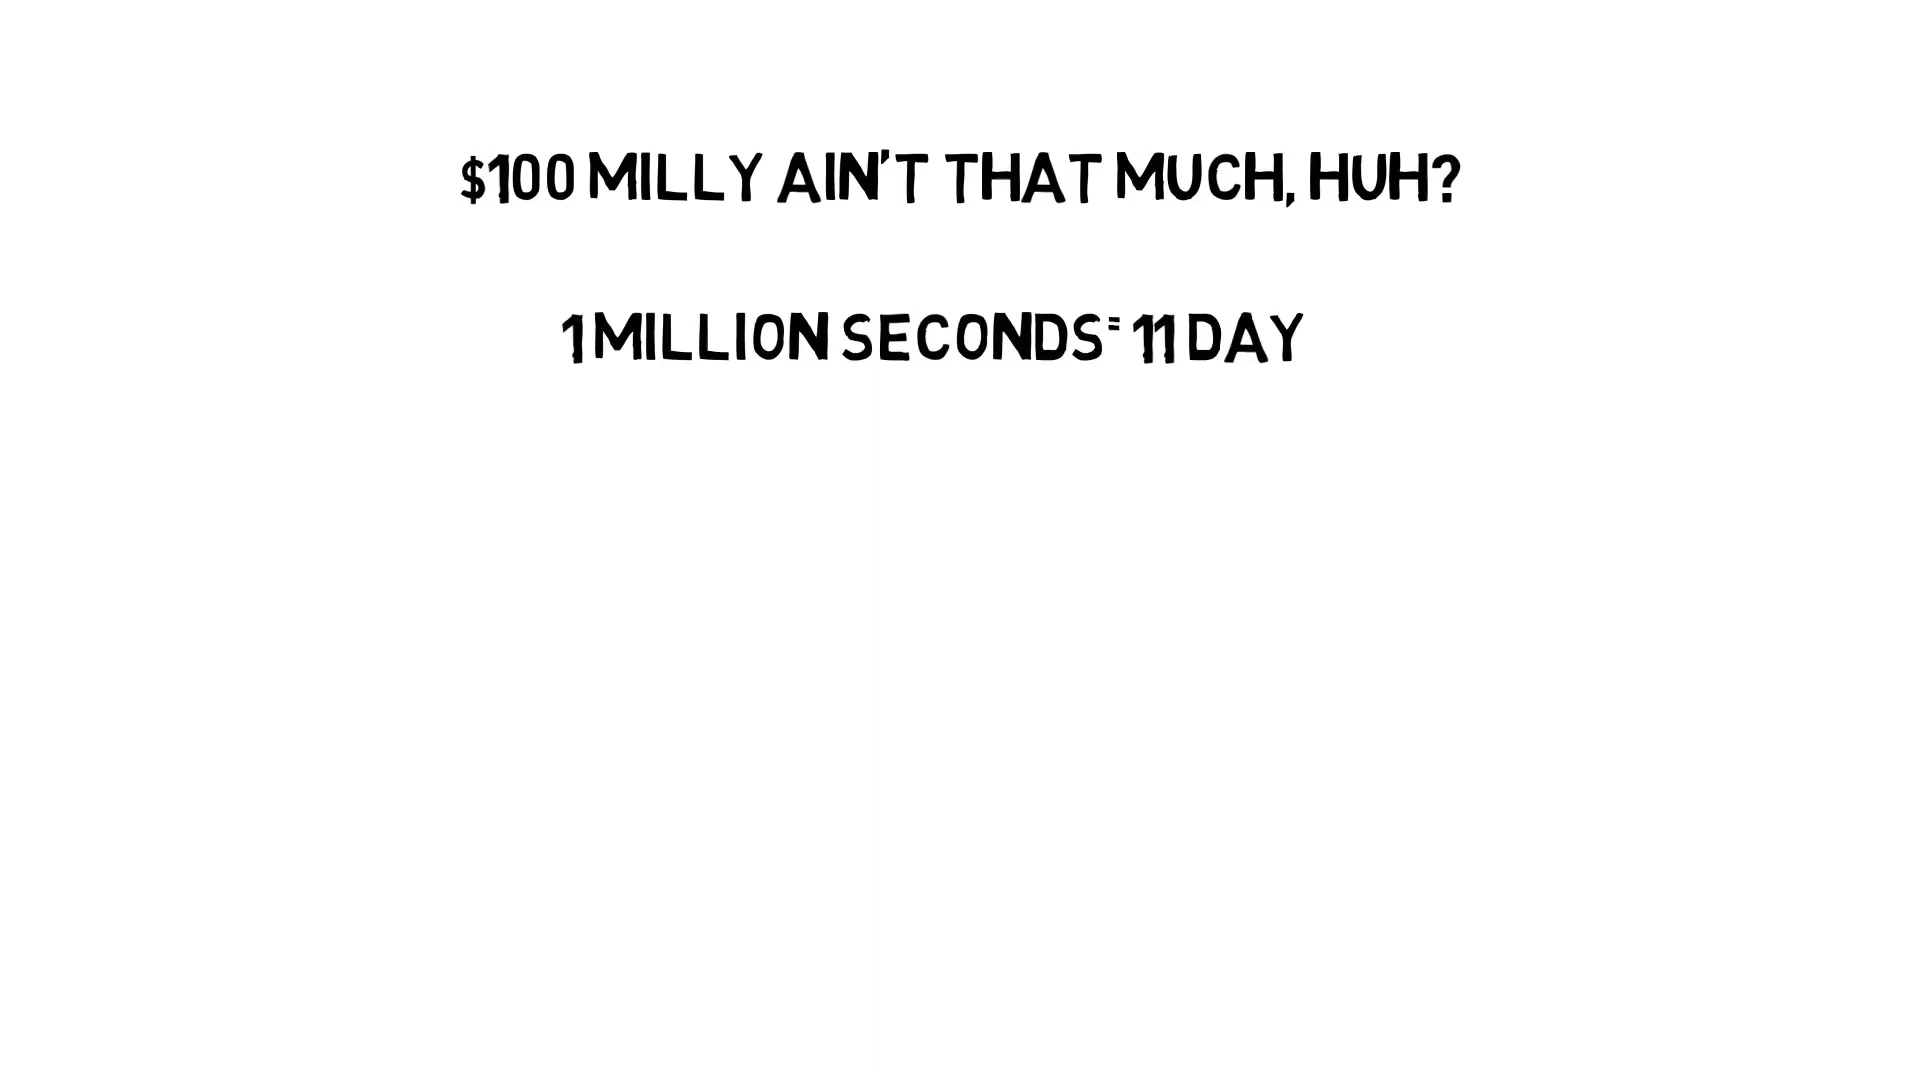 $100 MILLY AIN'T THAT MUCH, HUH?
1 MILLION SECONDS = 11 DAY